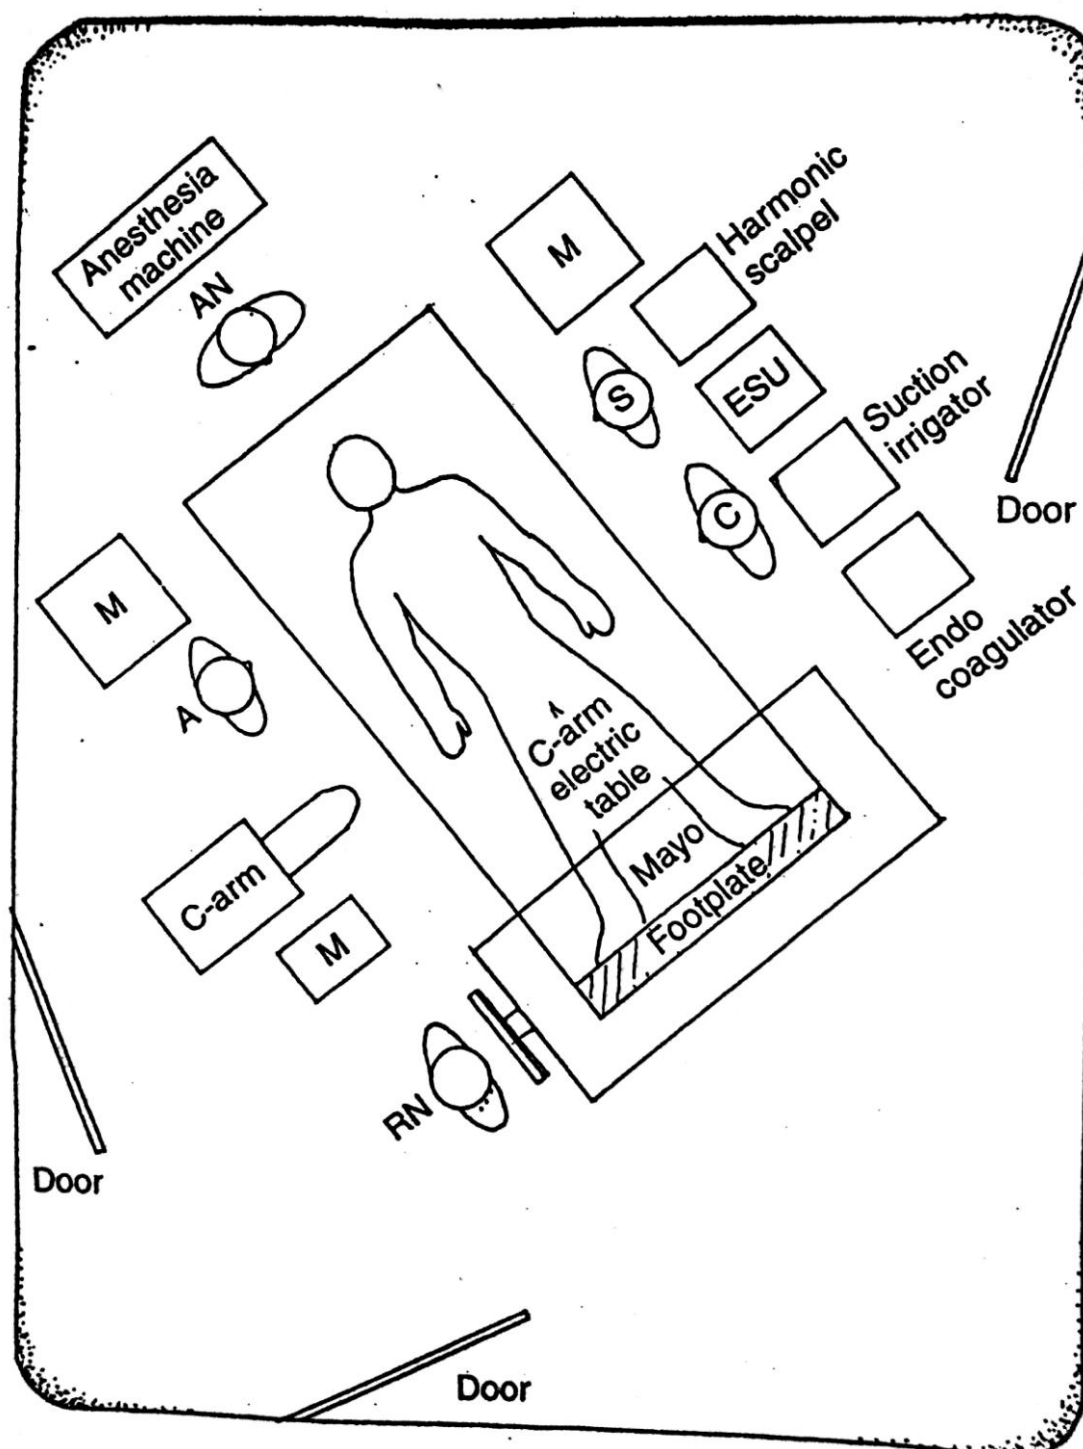 Anesthesia
machine
AN
M
Harmonic
scalpel
S
ESU
Suction
irrigator
Door
C
Endo
coagulator
M
A
C-arm
electric
table
C-arm
Mayo
Footplate
M
RN
Door
Door